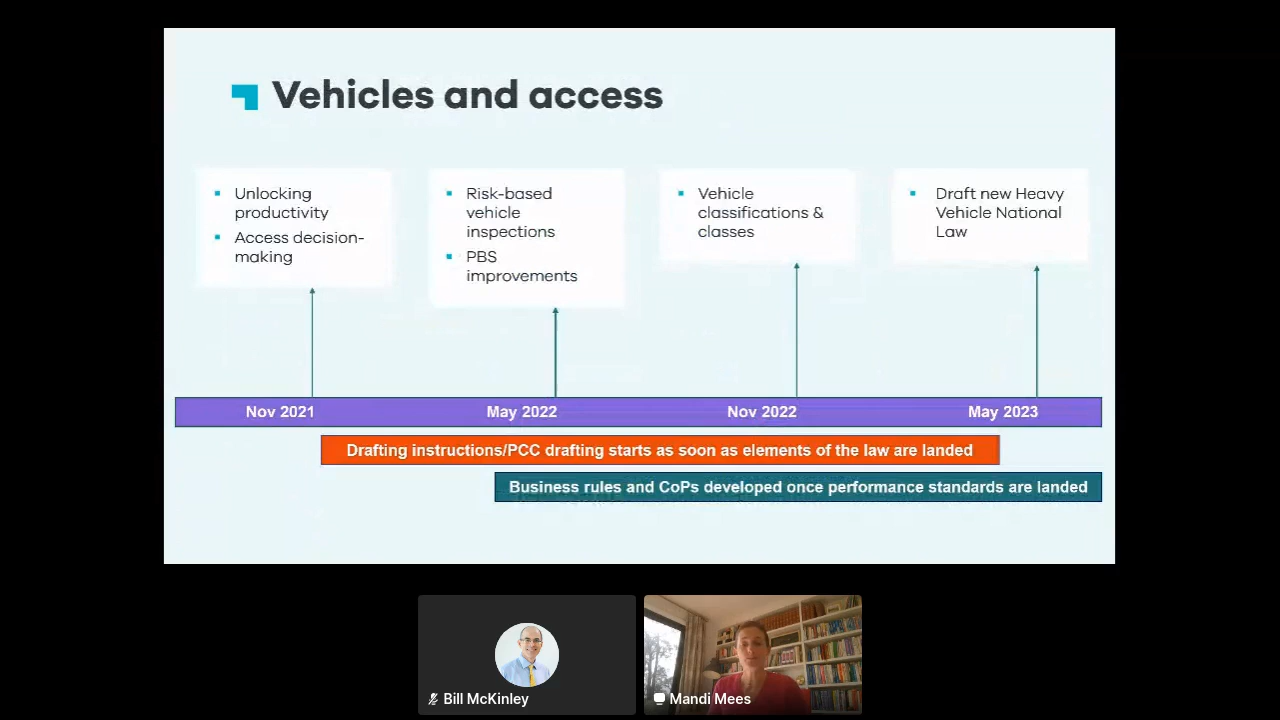 Vehicles and access
Unlocking
productivity
Access decision-
making
Risk-based
vehicle
inspections
PBS
improvements
Vehicle
classifications &
classes
Draft new Heavy
Vehicle National
Law
Nov 2021
May 2022
Nov 2022
May 2023
Drafting instructions/PCC drafting starts as soon as elements of the law are landed
Business rules and CoPs developed once performance standards are landed
Bill McKinley
Mandi Mees